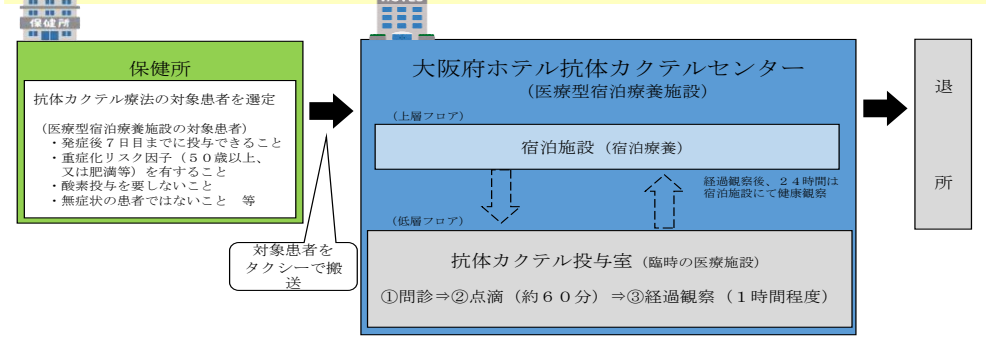 保健所
HOTEL
保健所
抗体カクテル療法の対象患者を選定
(医療型宿泊療養施設の対象患者)
・発症後7日目までに投与できること
・重症化リスク因子(50歳以上、
又は肥満等)を有すること
・酸素投与を要しないこと
・無症状の患者ではないこと 等
対象患者を
タクシーで搬
送
大阪府ホテル抗体カクテルセンター
(医療型宿泊療養施設)
(上層フロア)
宿泊施設(宿泊療養)
経過観察後、24時間は
宿泊施設にて健康観察
(低層フロア)
抗体カクテル投与室(臨時の医療施設)
①問診⇒②点滴(約60分)⇒③経過観察(1時間程度)
退
所